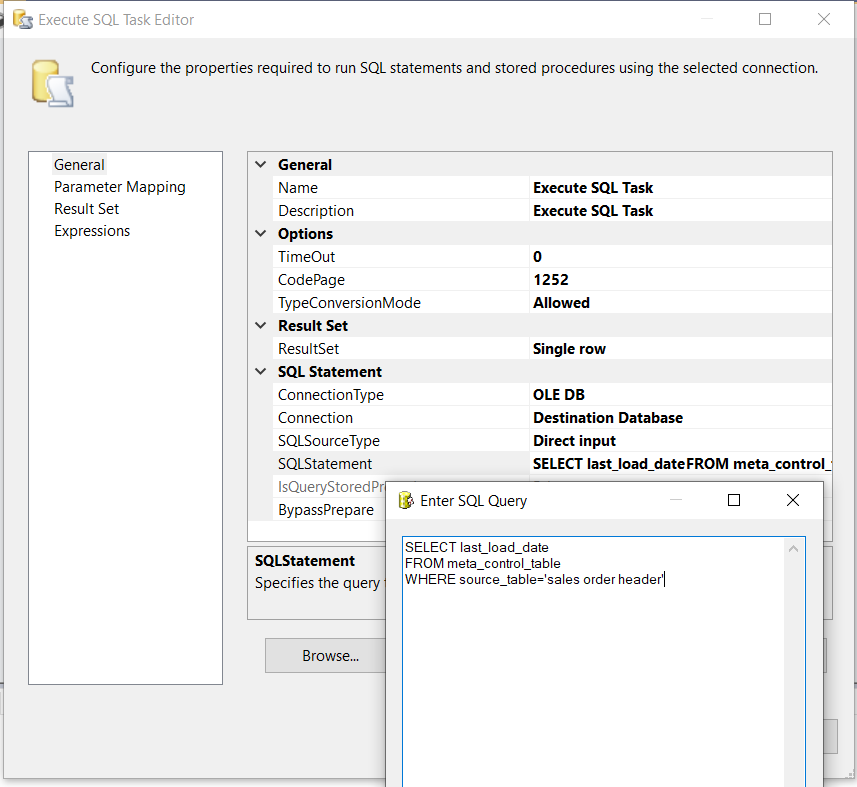 Execute SQL Task Editor
Configure the properties required to run SQL statements and stored procedures using the selected connection.
General
Parameter Mapping
Result Set
Expressions
General
Name Execute SQL Task
Description Execute SQL Task
Options
TimeOut 0
CodePage 1252
TypeConversionMode Allowed
Result Set
ResultSet Single row
SQL Statement
ConnectionType OLE DB
Connection Destination Database
SQLSourceType Direct input
SQLStatement SELECT last_load_dateFROM meta_control_
IsQueryStoredPr
BypassPrepare
SQLStatement
Specifies the query
Browse...
Enter SQL Query
SELECT last_load_date
FROM meta_control_table
WHERE source_table='sales order header'